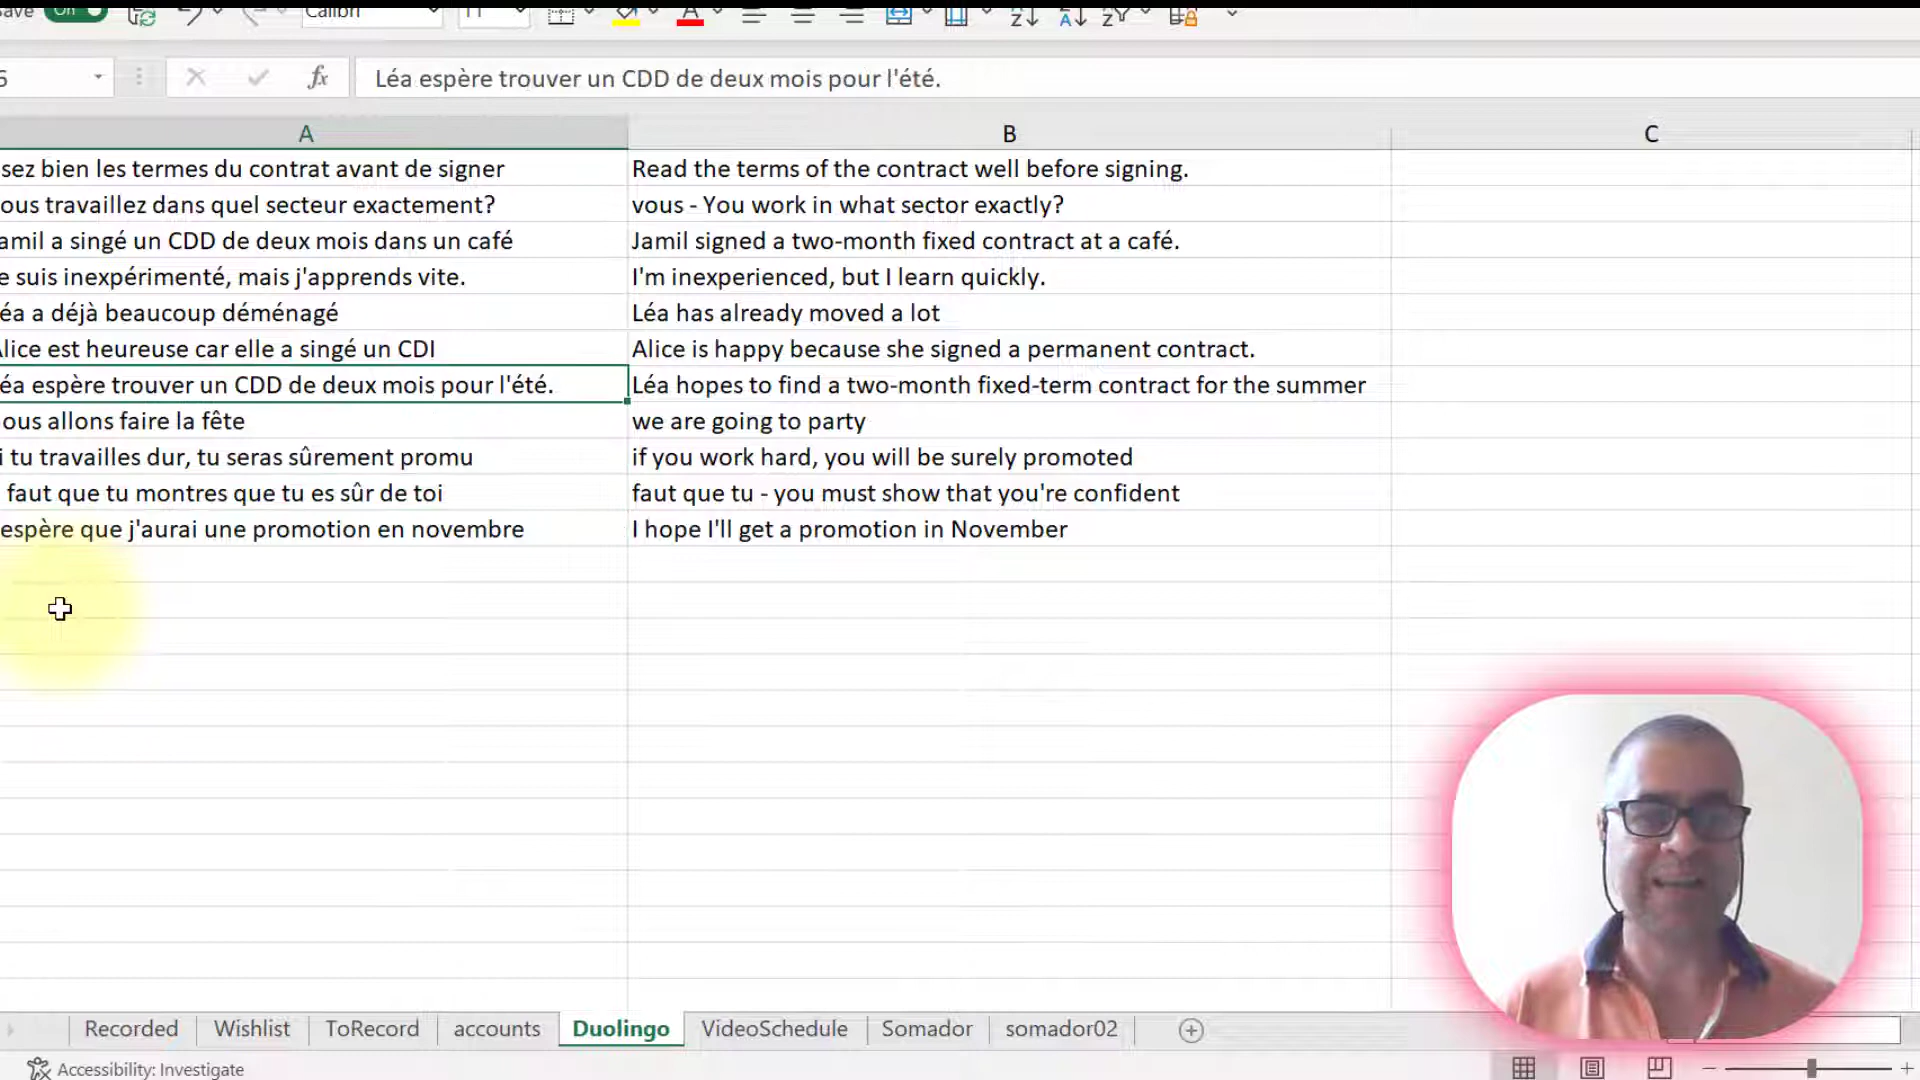 On
Calibri
11
Léa espère trouver un CDD de deux mois pour l'été.
A B C
sez bien les termes du contrat avant de signer Read the terms of the contract well before signing.
ous travaillez dans quel secteur exactement? vous - You work in what sector exactly?
amil a singé un CDD de deux mois dans un café Jamil signed a two-month fixed contract at a café.
e suis inexpérimenté, mais j'apprends vite. I'm inexperienced, but I learn quickly.
éa a déjà beaucoup déménagé Léa has already moved a lot
lice est heureuse car elle a singé un CDI Alice is happy because she signed a permanent contract.
éa espère trouver un CDD de deux mois pour l'été. Léa hopes to find a two-month fixed-term contract for the summer
ous allons faire la fête we are going to party
i tu travailles dur, tu seras sûrement promu if you work hard, you will be surely promoted
faut que tu montres que tu es sûr de toi faut que tu - you must show that you're confident
espère que j'aurai une promotion en novembre I hope I'll get a promotion in November
Recorded Wishlist ToRecord accounts Duolingo VideoSchedule Somador somador02
Accessibility: Investigate